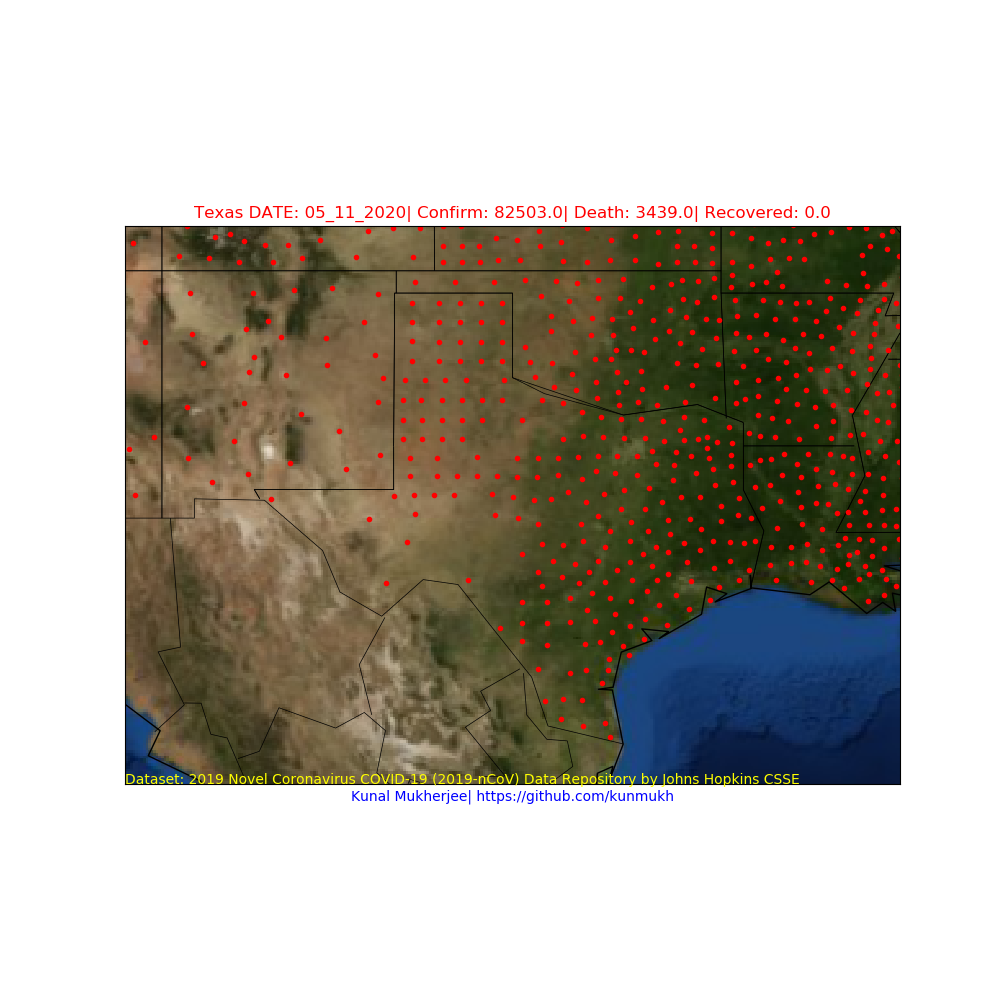 Texas DATE: 05_11_2020| Confirm: 82503.0| Death: 3439.0| Recovered: 0.0
Dataset: 2019 Novel Coronavirus COVID-19 (2019-nCoV) Data Repository by Johns Hopkins CSSE
Kunal Mukherjee| https://github.com/kunmukh